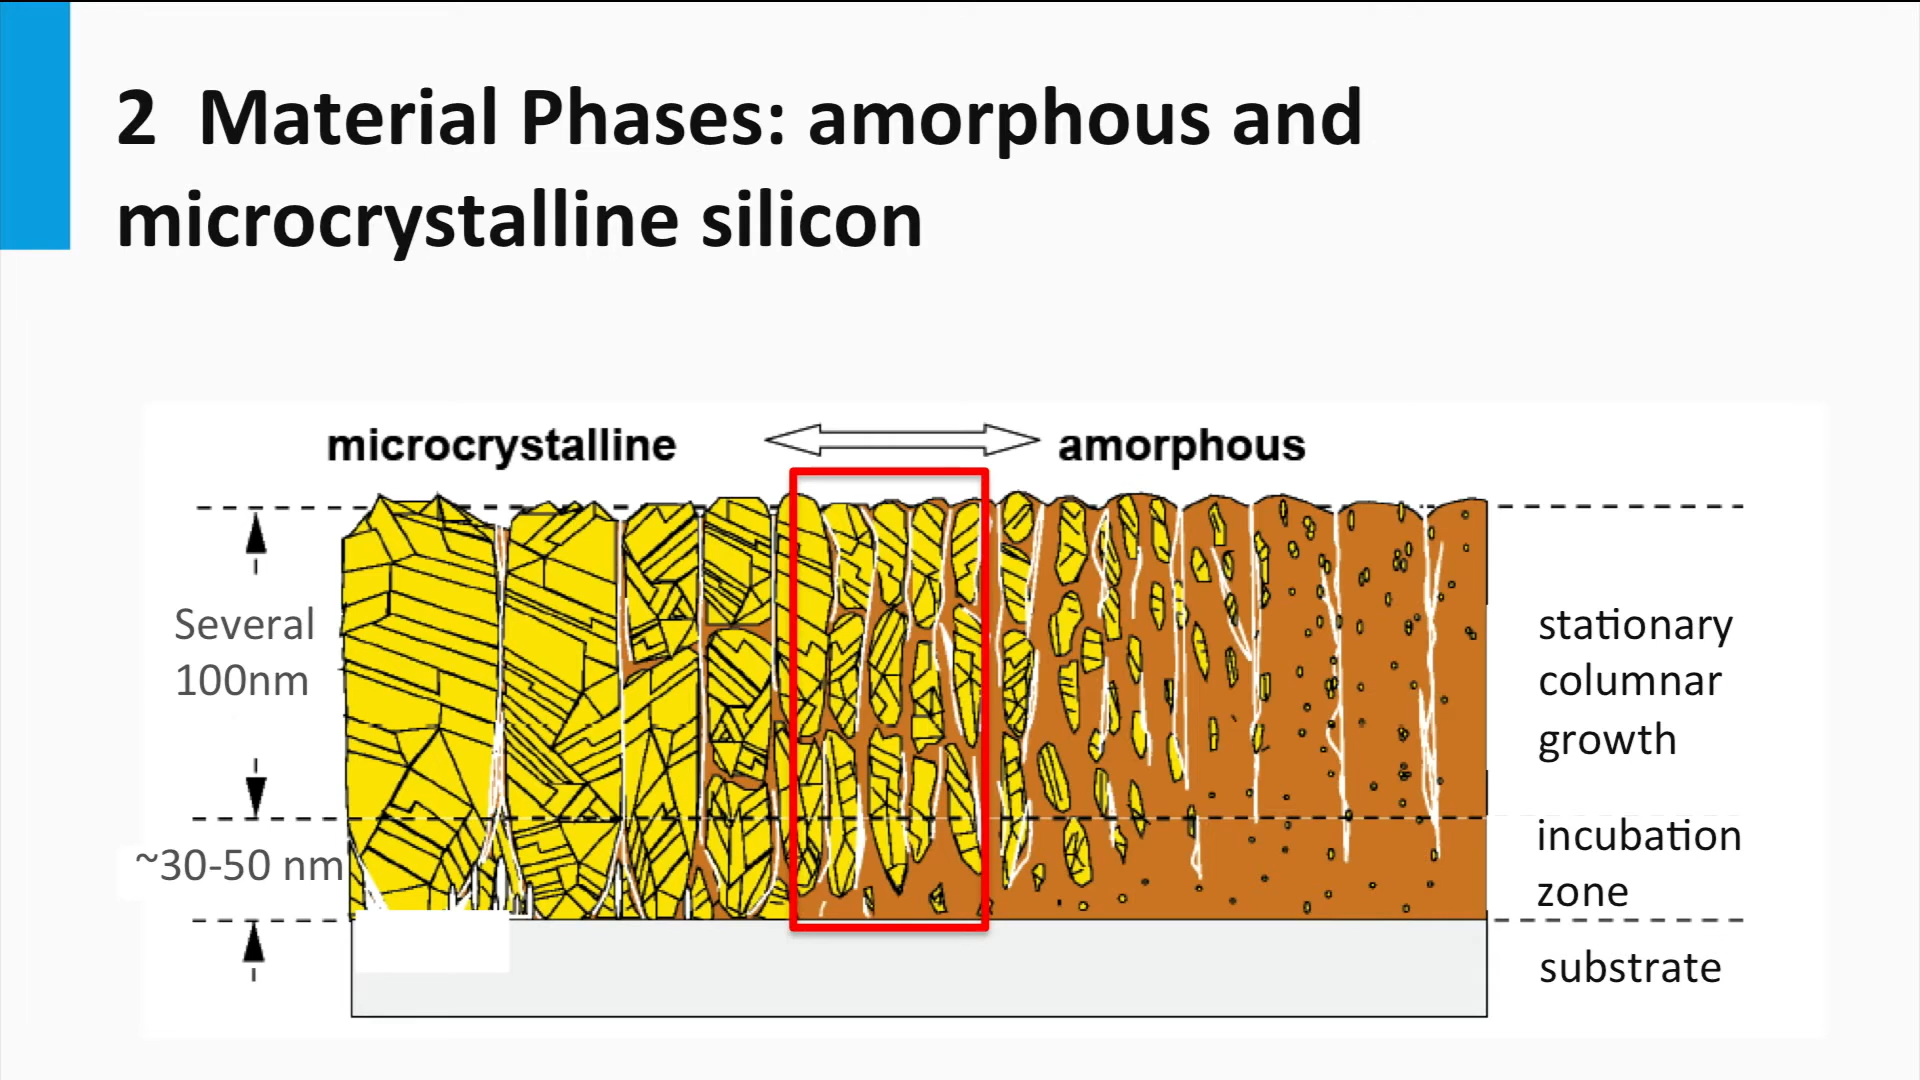 2 Material Phases: amorphous and
microcrystalline silicon
microcrystalline
amorphous
Several
100nm
~30-50 nm
stationary
columnar
growth
incubation
zone
substrate